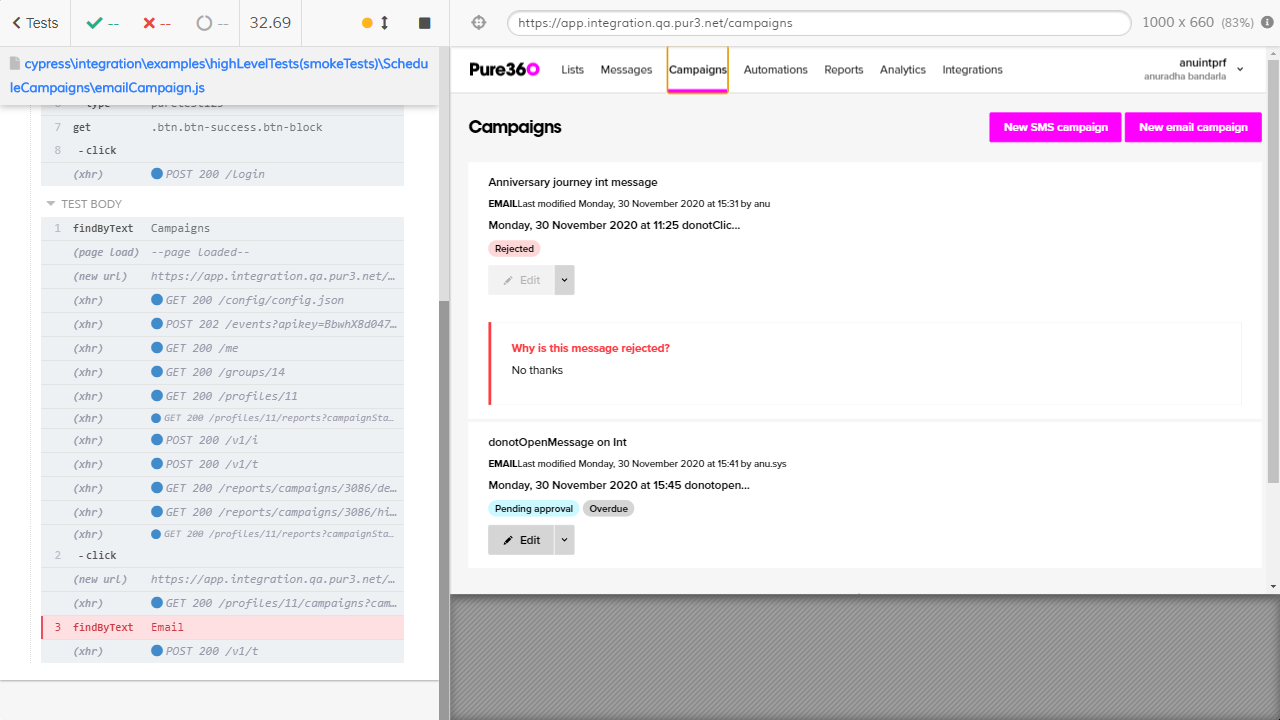 Tests
--
--
--
32.69
https://app.integration.qa.pur3.net/campaigns
1000 x 660 (83%)
cypress\integration\examples\highLevelTests(smokeTests)\Schedu
leCampaigns\emailCampaign.js
7 get .btn.btn-success.btn-block
8 -click
(xhr) POST 200 /login
TEST BODY
1 findByText Campaigns
(page load) --page loaded--
(new url) https://app.integration.qa.pur3.net/…
(xhr) GET 200 /config/config.json
(xhr) POST 202 /events?apikey=BbwhX8d047…
(xhr) GET 200 /me
(xhr) GET 200 /groups/14
(xhr) GET 200 /profiles/11
(xhr) GET 200 /profiles/11/reports?campaignSta…
(xhr) POST 200 /v1/i
(xhr) POST 200 /v1/t
(xhr) GET 200 /reports/campaigns/3086/de…
(xhr) GET 200 /reports/campaigns/3086/hi…
(xhr) GET 200 /profiles/11/reports?campaignSta…
2 -click
(new url) https://app.integration.qa.pur3.net/…
(xhr) GET 200 /profiles/11/campaigns?cam…
3 findByText Email
(xhr) POST 200 /v1/t
Pure360 Lists Messages Campaigns Automations Reports Analytics Integrations
anuintprf
anuradha bandarla
Campaigns
New SMS campaign
New email campaign
Anniversary journey int message
EMAILLast modified Monday, 30 November 2020 at 15:31 by anu
Monday, 30 November 2020 at 11:25 donotClic...
Rejected
Edit
Why is this message rejected?
No thanks
donotOpenMessage on Int
EMAILLast modified Monday, 30 November 2020 at 15:41 by anu.sys
Monday, 30 November 2020 at 15:45 donotopen...
Pending approval Overdue
Edit